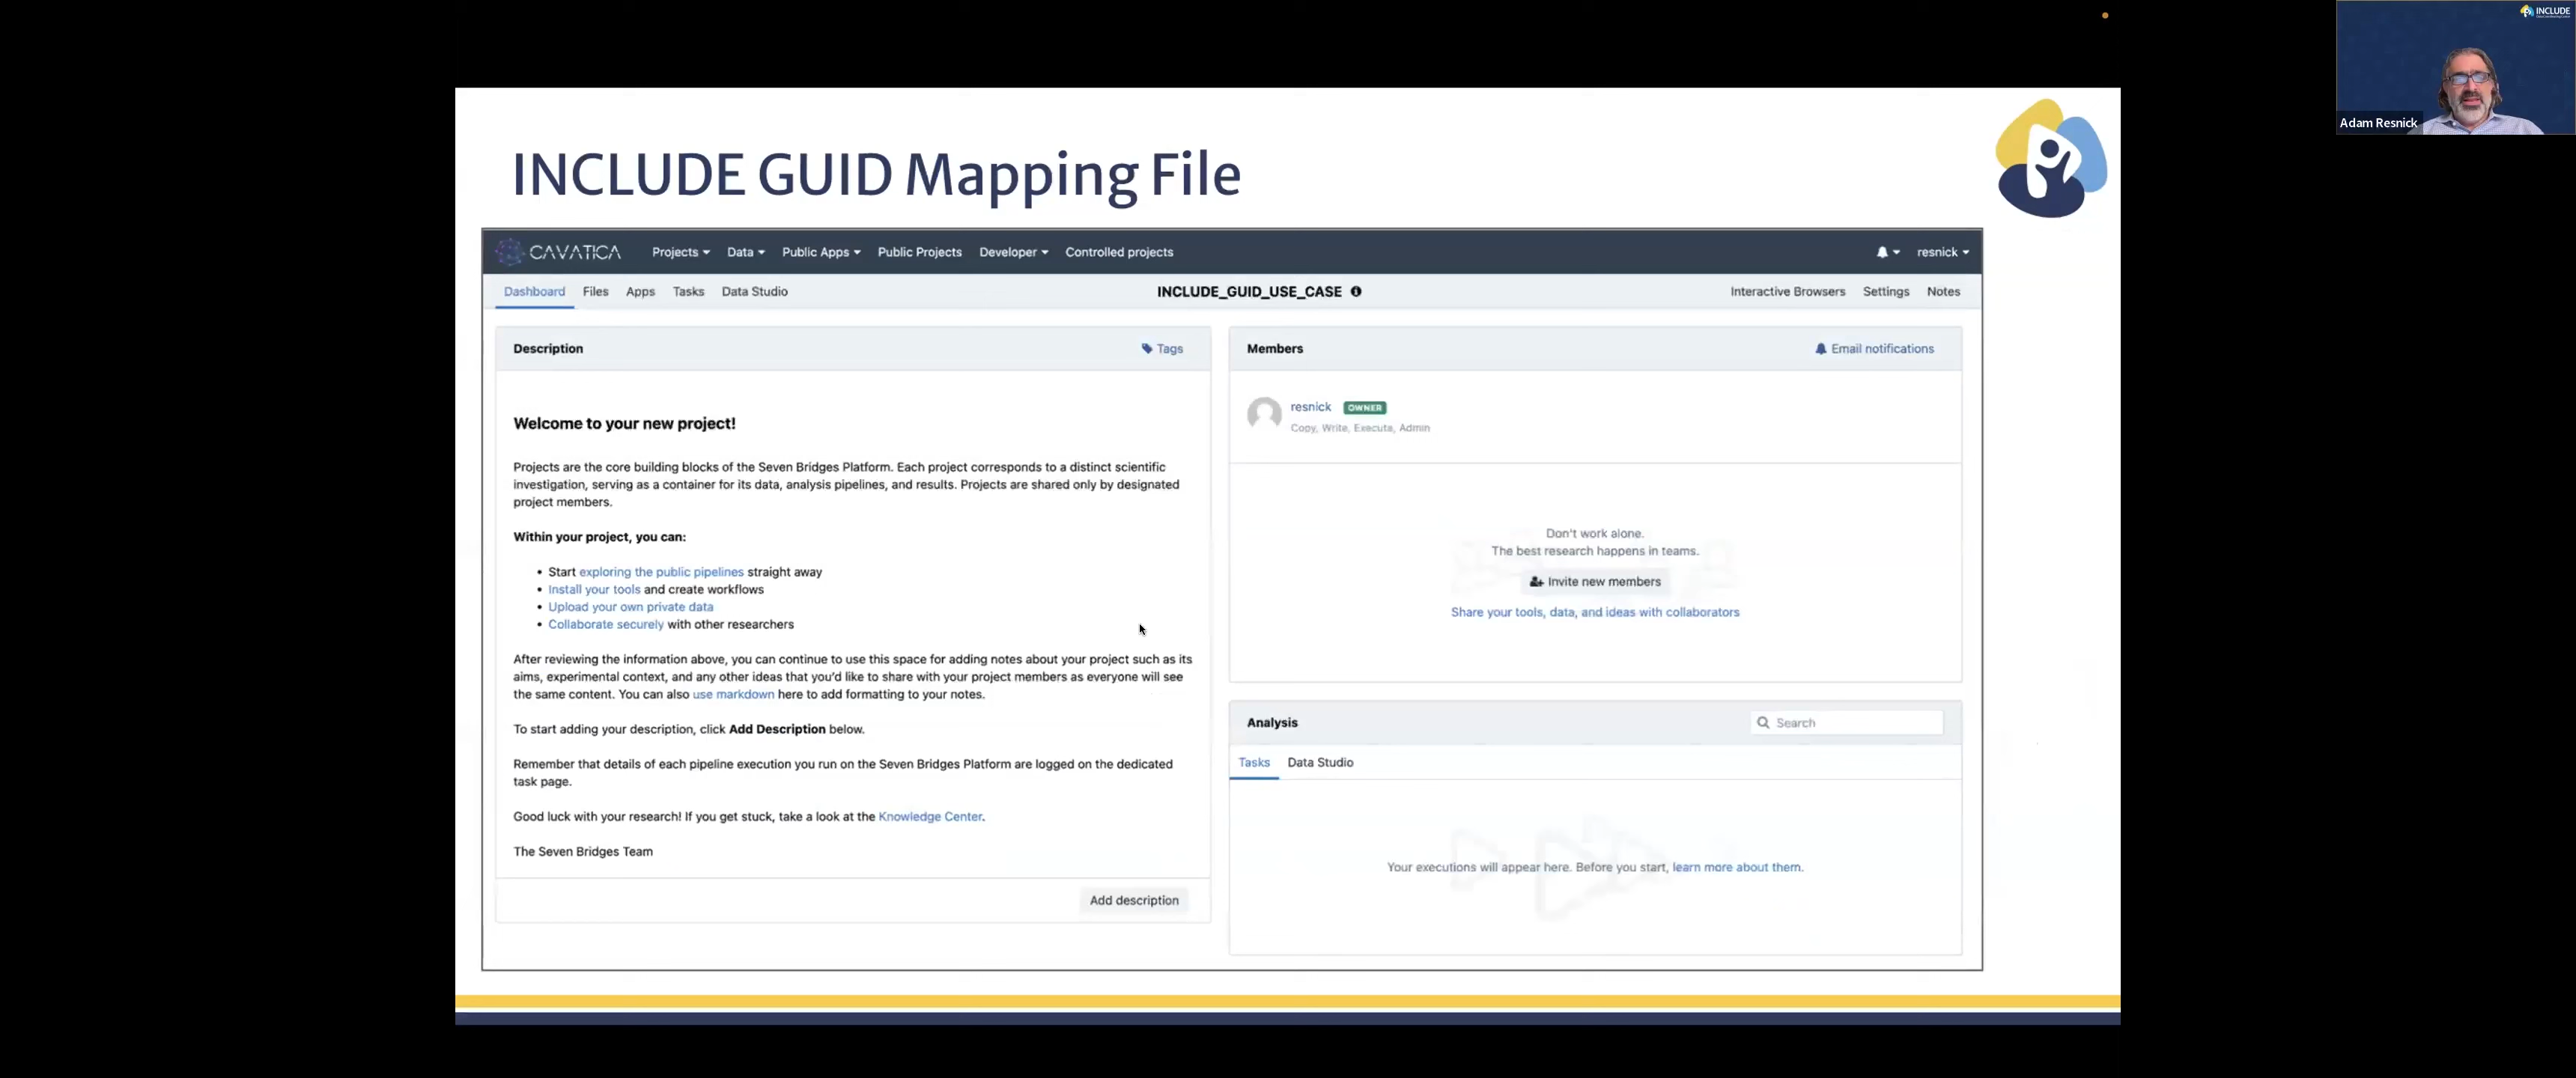 INCLUDE
Adam Resnick
INCLUDE GUID Mapping File
CAVATICA Projects Data Public Apps Public Projects Developer Controlled projects resnick
Dashboard Files Apps Tasks Data Studio INCLUDE_GUID_USE_CASE Interactive Browsers Settings Notes
Description Tags
Welcome to your new project!
Projects are the core building blocks of the Seven Bridges Platform. Each project corresponds to a distinct scientific
investigation, serving as a container for its data, analysis pipelines, and results. Projects are shared only by designated
project members.
Within your project, you can:
• Start exploring the public pipelines straight away
• Install your tools and create workflows
• Upload your own private data
• Collaborate securely with other researchers
After reviewing the information above, you can continue to use this space for adding notes about your project such as its
aims, experimental context, and any other ideas that you'd like to share with your project members as everyone will see
the same content. You can also use markdown here to add formatting to your notes.
To start adding your description, click Add Description below.
Remember that details of each pipeline execution you run on the Seven Bridges Platform are logged on the dedicated
task page.
Good luck with your research! If you get stuck, take a look at the Knowledge Center.
The Seven Bridges Team
Add description
Members Email notifications
resnick OWNER
Copy, Write, Execute, Admin
Don't work alone.
The best research happens in teams.
Invite new members
Share your tools, data, and ideas with collaborators
Analysis Search
Tasks Data Studio
Your executions will appear here. Before you start, learn more about them.